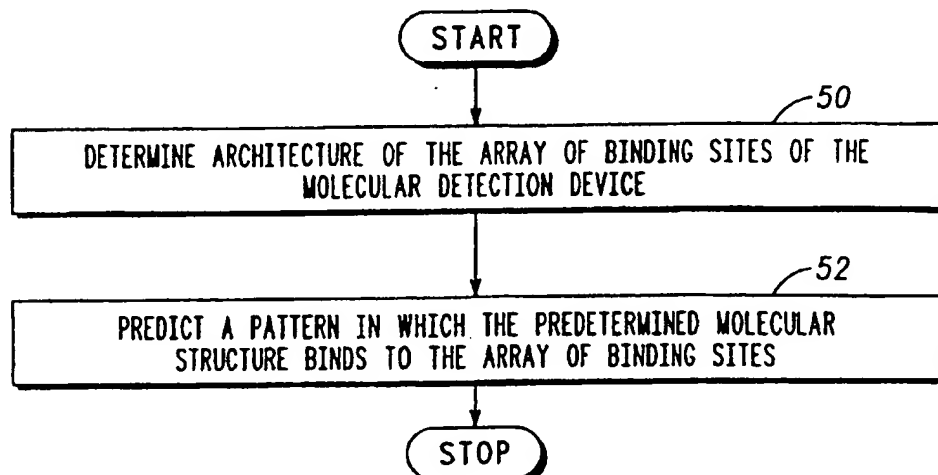 START
50
DETERMINE ARCHITECTURE OF THE ARRAY OF BINDING SITES OF THE
MOLECULAR DETECTION DEVICE
52
PREDICT A PATTERN IN WHICH THE PREDETERMINED MOLECULAR
STRUCTURE BINDS TO THE ARRAY OF BINDING SITES
STOP